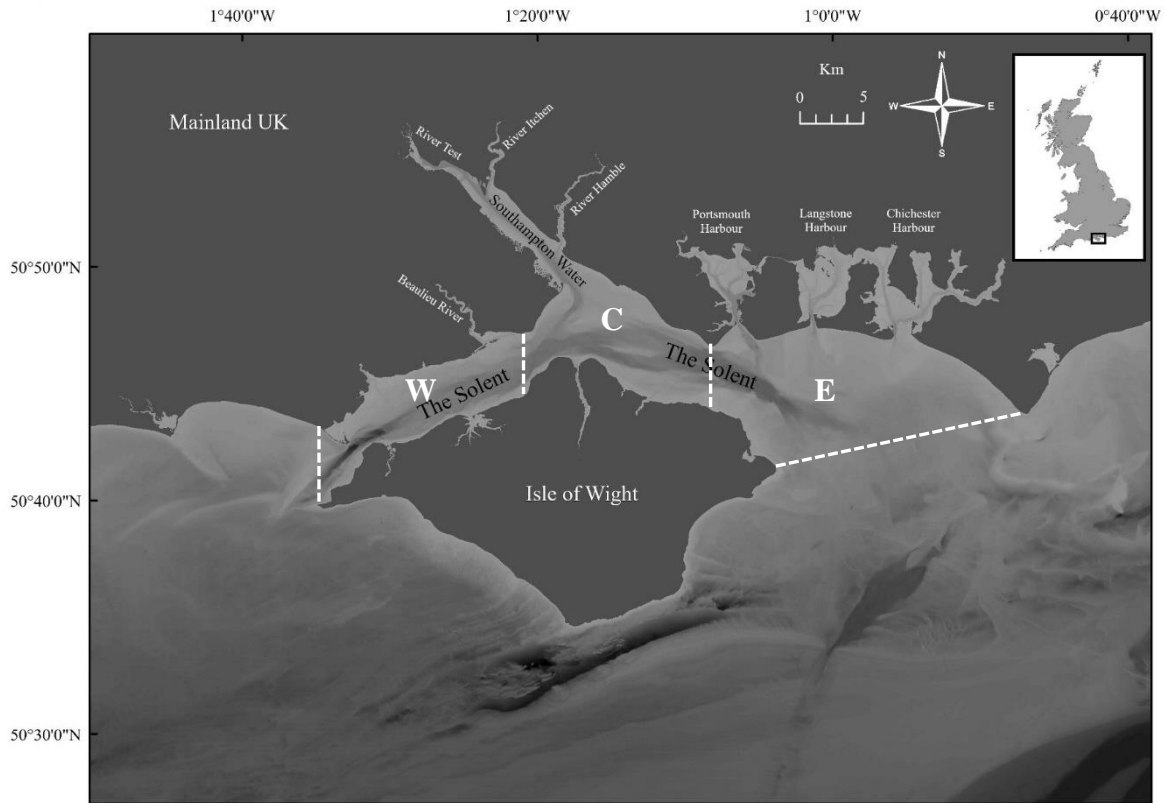 1°40'0"W
1°20'0"W
1°0'0"W
0°40'0"W
Mainland UK
Km
0 5
N
W E
S
River Test
River Itchen
River Hamble
Southampton Water
Portsmouth
Harbour
Langstone
Harbour
Chichester
Harbour
50°50'0"N
Beaulieu River
C
The Solent
W
The Solent
E
50°40'0"N
Isle of Wight
50°30'0"N